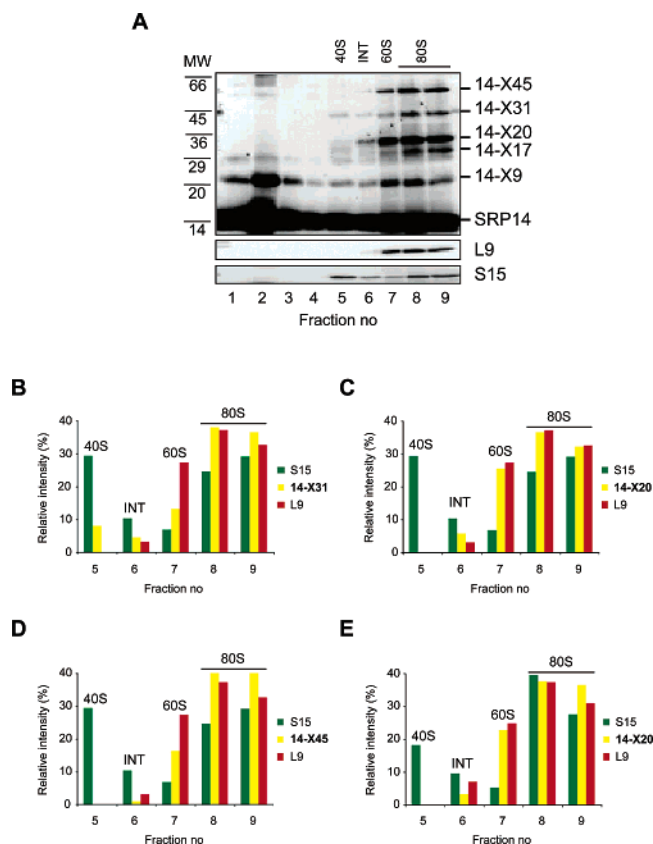 A
MW
40S INT 60S 80S
66
45
36
29
20
14
14-X45
14-X31
14-X20
14-X17
14-X9
SRP14
L9
S15
1 2 3 4 5 6 7 8 9
Fraction no
B
Relative intensity (%)
40
30
20
10
0
40S
INT
60S
80S
S15
14-X31
L9
5 6 7 8 9
Fraction no
C
Relative intensity (%)
40
30
20
10
0
40S
INT
60S
80S
S15
14-X20
L9
5 6 7 8 9
Fraction no
D
Relative intensity (%)
40
30
20
10
0
40S
INT
60S
80S
S15
14-X45
L9
5 6 7 8 9
Fraction no
E
Relative intensity (%)
40
30
20
10
0
40S
INT
60S
80S
S15
14-X20
L9
5 6 7 8 9
Fraction no